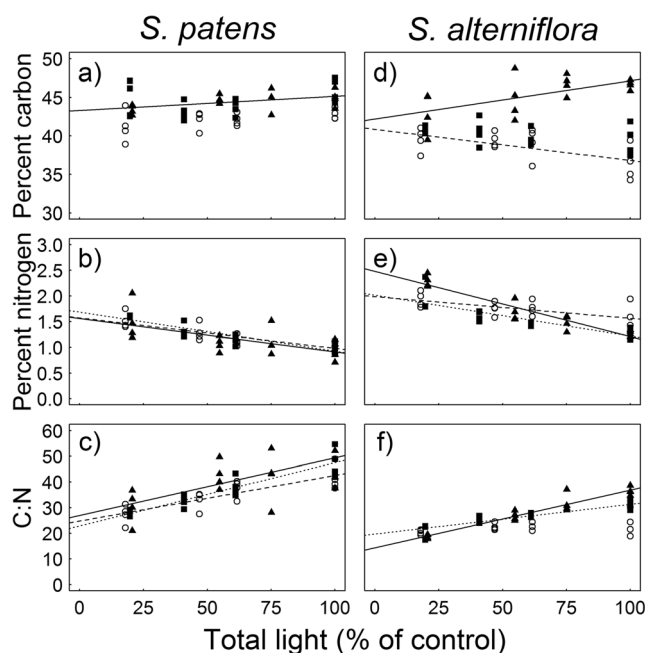 S. patens
S. alterniflora
Percent carbon
50
45
40
35
30
a)
d)
Percent nitrogen
3.0
2.5
2.0
1.5
1.0
0.5
0.0
b)
e)
C:N
60
50
40
30
20
10
0
c)
f)
0 25 50 75 100
0 25 50 75 100
Total light (% of control)